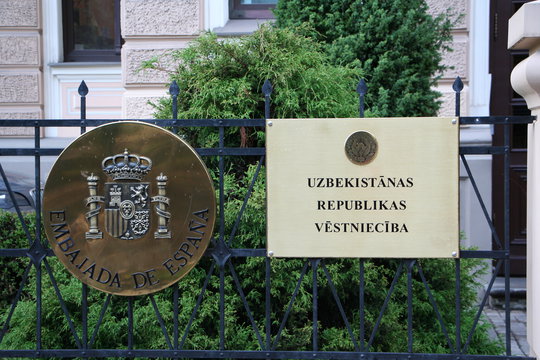 EMBAJADA DE ESPAÑA
UZBEKISTĀNAS
REPUBLIKAS
VĒSTNIECĪBA